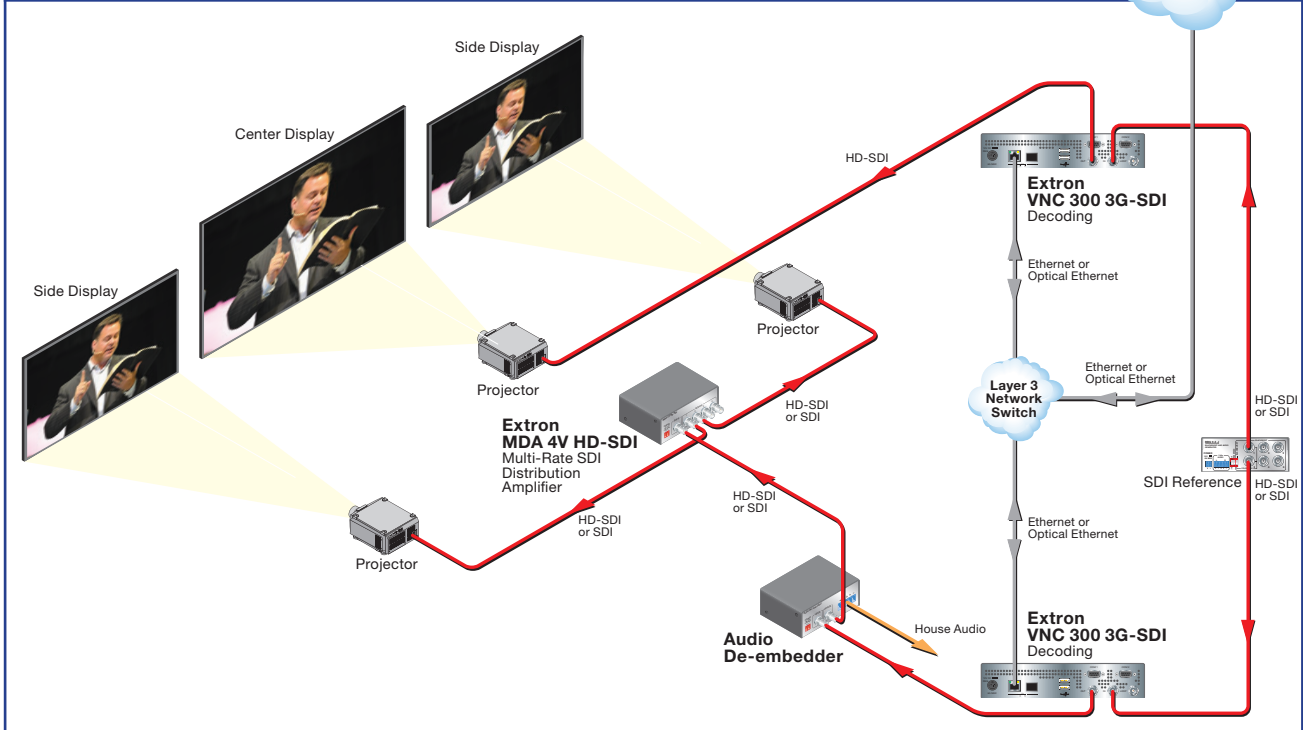 Side Display
Center Display
Side Display
HD-SDI
Extron
VNC 300 3G-SDI
Decoding
Ethernet or
Optical Ethernet
Projector
Projector
Layer 3
Network
Switch
Ethernet or
Optical Ethernet
HD-SDI
or SDI
HD-SDI
or SDI
Extron
MDA 4V HD-SDI
Multi-Rate SDI
Distribution
Amplifier
SDI Reference
HD-SDI
or SDI
HD-SDI
or SDI
HD-SDI
or SDI
Projector
Ethernet or
Optical Ethernet
House Audio
Audio
De-embedder
Extron
VNC 300 3G-SDI
Decoding